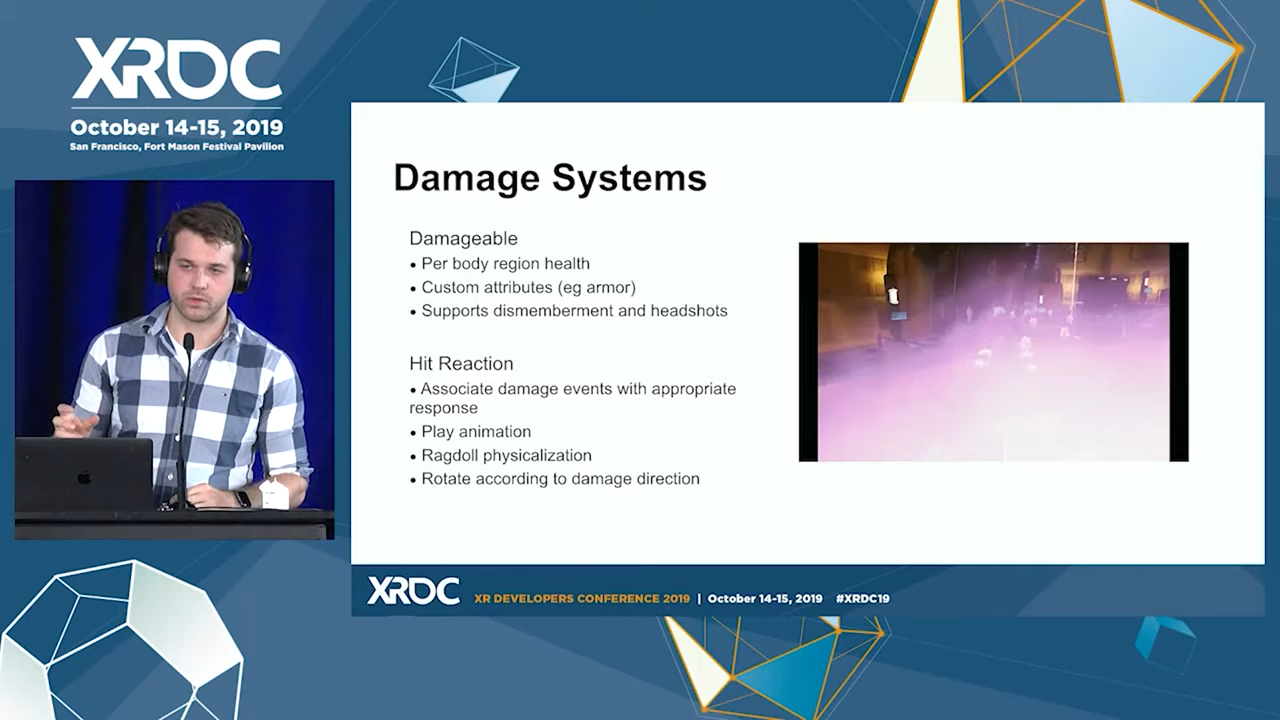 XRDC
October 14-15, 2019
San Francisco, Fort Mason Festival Pavilion
Damage Systems
Damageable
• Per body region health
• Custom attributes (eg armor)
• Supports dismemberment and headshots
Hit Reaction
• Associate damage events with appropriate
response
• Play animation
• Ragdoll physicalization
• Rotate according to damage direction
XRDC XR DEVELOPERS CONFERENCE 2019 | October 14-15, 2019 #XRDC19